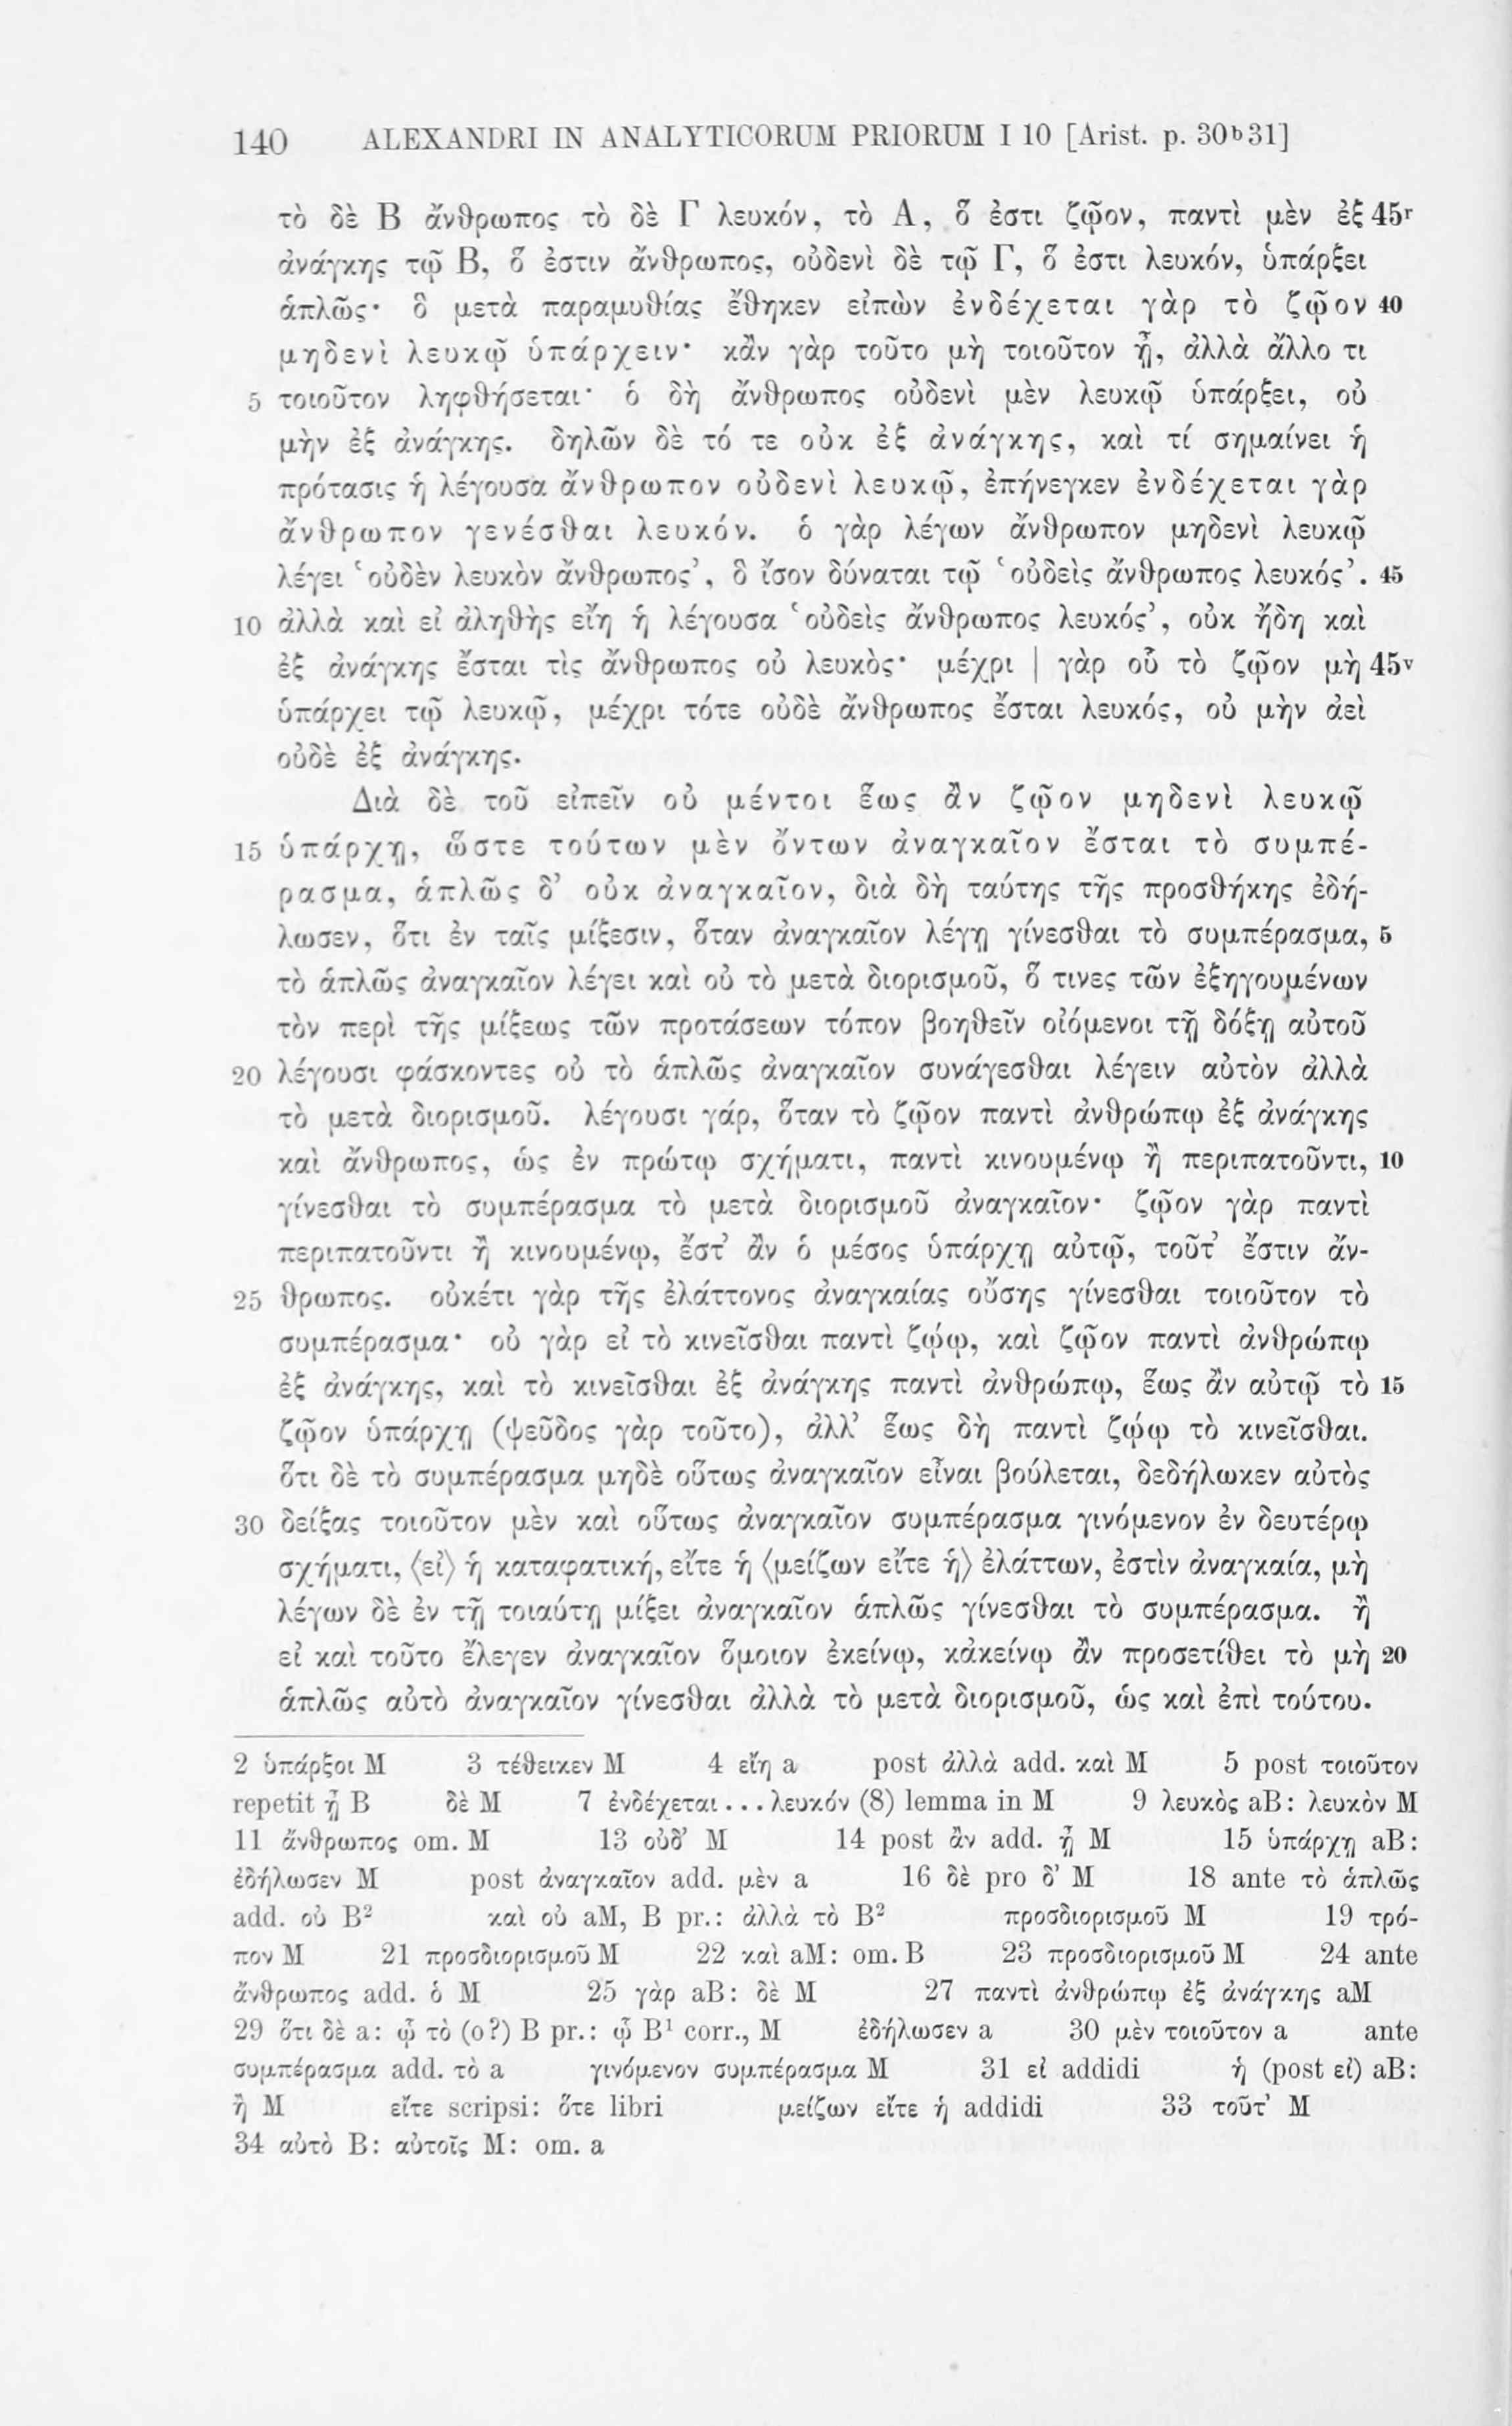 140 ALEXANDRI IN ANALYTICORUM PRIORUM I 10 [Arist. p. 30b31]
τὸ δὲ Β ἄνθρωπος τὸ δὲ Γ λευκόν, τὸ Α, ὅ ἐστι ζῷον, παντὶ μὲν ἐξ 45r
ἀνάγκης τῷ Β, ὅ ἐστιν ἄνθρωπος, οὐδενὶ δὲ τῷ Γ, ὅ ἐστι λευκόν, ὑπάρξει
ἁπλῶς· ὃ μετὰ παραμυθίας ἔθηκεν εἰπὼν ἐνδέχεται γὰρ τὸ ζῷον 40
μηδενὶ λευκῷ ὑπάρχειν· κἂν γὰρ τοῦτο μὴ τοιοῦτον ᾖ, ἀλλὰ ἄλλο τι
5 τοιοῦτον ληφθήσεται· ὁ δὴ ἄνθρωπος οὐδενὶ μὲν λευκῷ ὑπάρξει, οὐ
μὴν ἐξ ἀνάγκης. δηλῶν δὲ τό τε οὐκ ἐξ ἀνάγκης, καὶ τί σημαίνει ἡ
πρότασις ἡ λέγουσα ἄνθρωπον οὐδενὶ λευκῷ, ἐπήνεγκεν ἐνδέχεται γὰρ
ἄνθρωπον γενέσθαι λευκόν. ὁ γὰρ λέγων ἄνθρωπον μηδενὶ λευκῷ
λέγει ‘οὐδὲν λευκὸν ἄνθρωπος’, ὃ ἴσον δύναται τῷ ‘οὐδεὶς ἄνθρωπος λευκός’. 45
10 ἀλλὰ καὶ εἰ ἀληθὴς εἴη ἡ λέγουσα ‘οὐδεὶς ἄνθρωπος λευκός’, οὐκ ἤδη καὶ
ἐξ ἀνάγκης ἔσται τὶς ἄνθρωπος οὐ λευκὸς· μέχρι | γὰρ οὗ τὸ ζῷον μὴ 45v
ὑπάρχει τῷ λευκῷ, μέχρι τότε οὐδὲ ἄνθρωπος ἔσται λευκός, οὐ μὴν ἀεὶ
οὐδὲ ἐξ ἀνάγκης.
Διὰ δὲ τοῦ εἰπεῖν οὐ μέντοι ἕως ἂν ζῷον μηδενὶ λευκῷ
15 ὑπάρχῃ, ὥστε τούτων μὲν ὄντων ἀναγκαῖον ἔσται τὸ συμπέ-
ρασμα, ἁπλῶς δ’ οὐκ ἀναγκαῖον, διὰ δὴ ταύτης τῆς προσθήκης ἐδή-
λωσεν, ὅτι ἐν ταῖς μίξεσιν, ὅταν ἀναγκαῖον λέγῃ γίνεσθαι τὸ συμπέρασμα, 5
τὸ ἁπλῶς ἀναγκαῖον λέγει καὶ οὐ τὸ μετὰ διορισμοῦ, ὅ τινες τῶν ἐξηγουμένων
τὸν περὶ τῆς μίξεως τῶν προτάσεων τόπον βοηθεῖν οἰόμενοι τῇ δόξῃ αὐτοῦ
20 λέγουσι φάσκοντες οὐ τὸ ἁπλῶς ἀναγκαῖον συνάγεσθαι λέγειν αὐτὸν ἀλλὰ
τὸ μετὰ διορισμοῦ. λέγουσι γάρ, ὅταν τὸ ζῷον παντὶ ἀνθρώπῳ ἐξ ἀνάγκης
καὶ ἄνθρωπος, ὡς ἐν πρώτῳ σχήματι, παντὶ κινουμένῳ ἢ περιπατοῦντι, 10
γίνεσθαι τὸ συμπέρασμα τὸ μετὰ διορισμοῦ ἀναγκαῖον· ζῷον γὰρ παντὶ
περιπατοῦντι ἢ κινουμένῳ, ἔστ’ ἂν ὁ μέσος ὑπάρχῃ αὐτῷ, τοῦτ’ ἔστιν ἄν-
25 θρωπος. οὐκέτι γὰρ τῆς ἐλάττονος ἀναγκαίας οὔσης γίνεσθαι τοιοῦτον τὸ
συμπέρασμα· οὐ γὰρ εἰ τὸ κινεῖσθαι παντὶ ζῴῳ, καὶ ζῷον παντὶ ἀνθρώπῳ
ἐξ ἀνάγκης, καὶ τὸ κινεῖσθαι ἐξ ἀνάγκης παντὶ ἀνθρώπῳ, ἕως ἂν αὐτῷ τὸ 15
ζῷον ὑπάρχῃ (ψεῦδος γὰρ τοῦτο), ἀλλ’ ἕως δὴ παντὶ ζῴῳ τὸ κινεῖσθαι.
ὅτι δὲ τὸ συμπέρασμα μηδὲ οὕτως ἀναγκαῖον εἶναι βούλεται, δεδήλωκεν αὐτὸς
30 δείξας τοιοῦτον μὲν καὶ οὕτως ἀναγκαῖον συμπέρασμα γινόμενον ἐν δευτέρῳ
σχήματι, ⟨εἰ⟩ ἡ καταφατική, εἴτε ἡ ⟨μείζων εἴτε ἡ⟩ ἐλάττων, ἐστὶν ἀναγκαία, μὴ
λέγων δὲ ἐν τῇ τοιαύτῃ μίξει ἀναγκαῖον ἁπλῶς γίνεσθαι τὸ συμπέρασμα. ἢ
εἰ καὶ τοῦτο ἔλεγεν ἀναγκαῖον ὅμοιον ἐκείνῳ, κἀκείνῳ ἂν προσετίθει τὸ μὴ 20
ἁπλῶς αὐτὸ ἀναγκαῖον γίνεσθαι ἀλλὰ τὸ μετὰ διορισμοῦ, ὡς καὶ ἐπὶ τούτου.
2 ὑπάρξοι M 3 τέθεικεν M 4 εἴη a post ἀλλὰ add. καὶ M 5 post τοιοῦτον
repetit ᾖ B δὲ M 7 ἐνδέχεται . . . λευκόν (8) lemma in M 9 λευκὸς aB: λευκὸν M
11 ἄνθρωπος om. M 13 οὐδ’ M 14 post ἂν add. ᾖ M 15 ὑπάρχῃ aB:
ἐδήλωσεν M post ἀναγκαῖον add. μὲν a 16 δὲ pro δ’ M 18 ante τὸ ἁπλῶς
add. οὐ B² καὶ οὐ aM, B pr.: ἀλλὰ τὸ B² προσδιορισμοῦ M 19 τρό-
πον M 21 προσδιορισμοῦ M 22 καὶ aM: om. B 23 προσδιορισμοῦ M 24 ante
ἄνθρωπος add. ὁ M 25 γὰρ aB: δὲ M 27 παντὶ ἀνθρώπῳ ἐξ ἀνάγκης aM
29 ὅτι δὲ a: ᾧ τὸ (ο?) B pr.: ᾧ B¹ corr., M ἐδήλωσεν a 30 μὲν τοιοῦτον a ante
συμπέρασμα add. τὸ a γινόμενον συμπέρασμα M 31 εἰ addidi ἡ (post εἰ) aB:
ἢ M εἴτε scripsi: ὅτε libri μείζων εἴτε ἡ addidi 33 τοῦτ’ M
34 αὐτὸ B: αὐτοῖς M: om. a